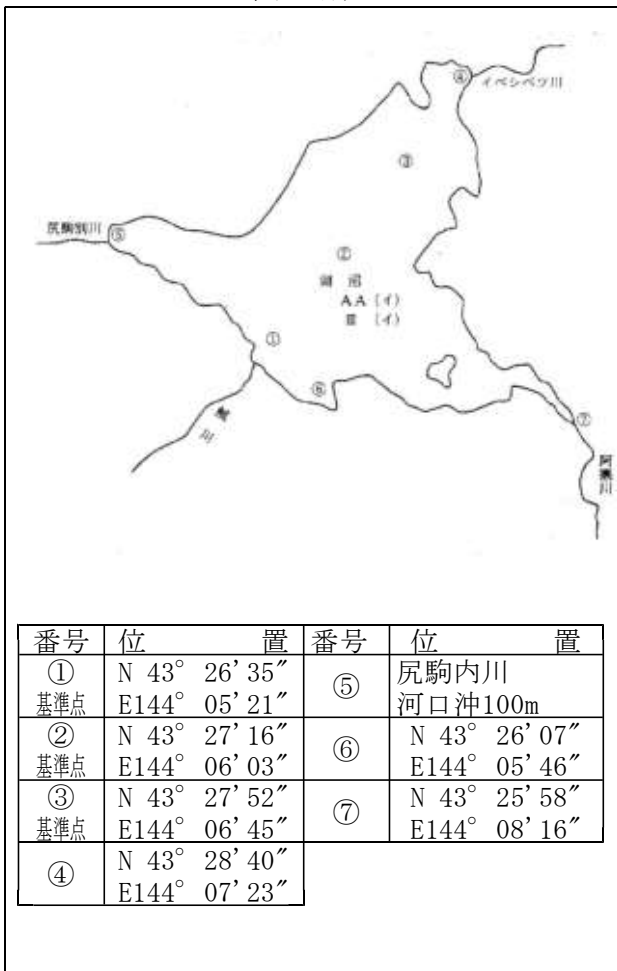 ④ イベシベツ川
③
尻駒別川 ⑤
②
AA (イ)
Ⅲ (イ)
①
⑥
⑦
阿寒川
番号 位 置 番号 位 置
① 基準点 N 43° 26'35″ E144° 05'21″ ⑤ 尻駒内川 河口沖100m
② 基準点 N 43° 27'16″ E144° 06'03″ ⑥ N 43° 26'07″ E144° 05'46″
③ 基準点 N 43° 27'52″ E144° 06'45″ ⑦ N 43° 25'58″ E144° 08'16″
④ N 43° 28'40″ E144° 07'23″